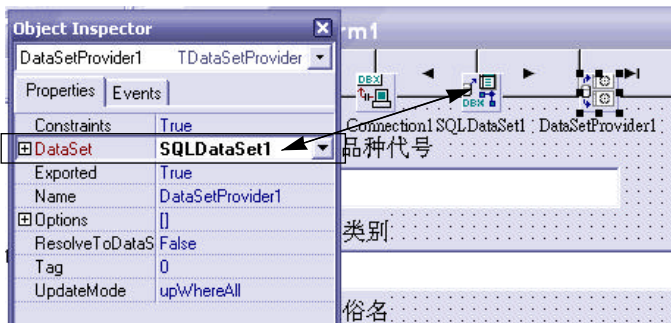 Object Inspector
rm1
DataSetProvider1 TDataSetProvider
Properties Events
DBX
DBX
Connection1 SQLDataSet1 DataSetProvider1
Constraints True
DataSet SQLDataSet1
品种代号
Exported True
Name DataSetProvider1
Options []
类别
ResolveToDataS False
Tag 0
UpdateMode upWhereAll
俗名